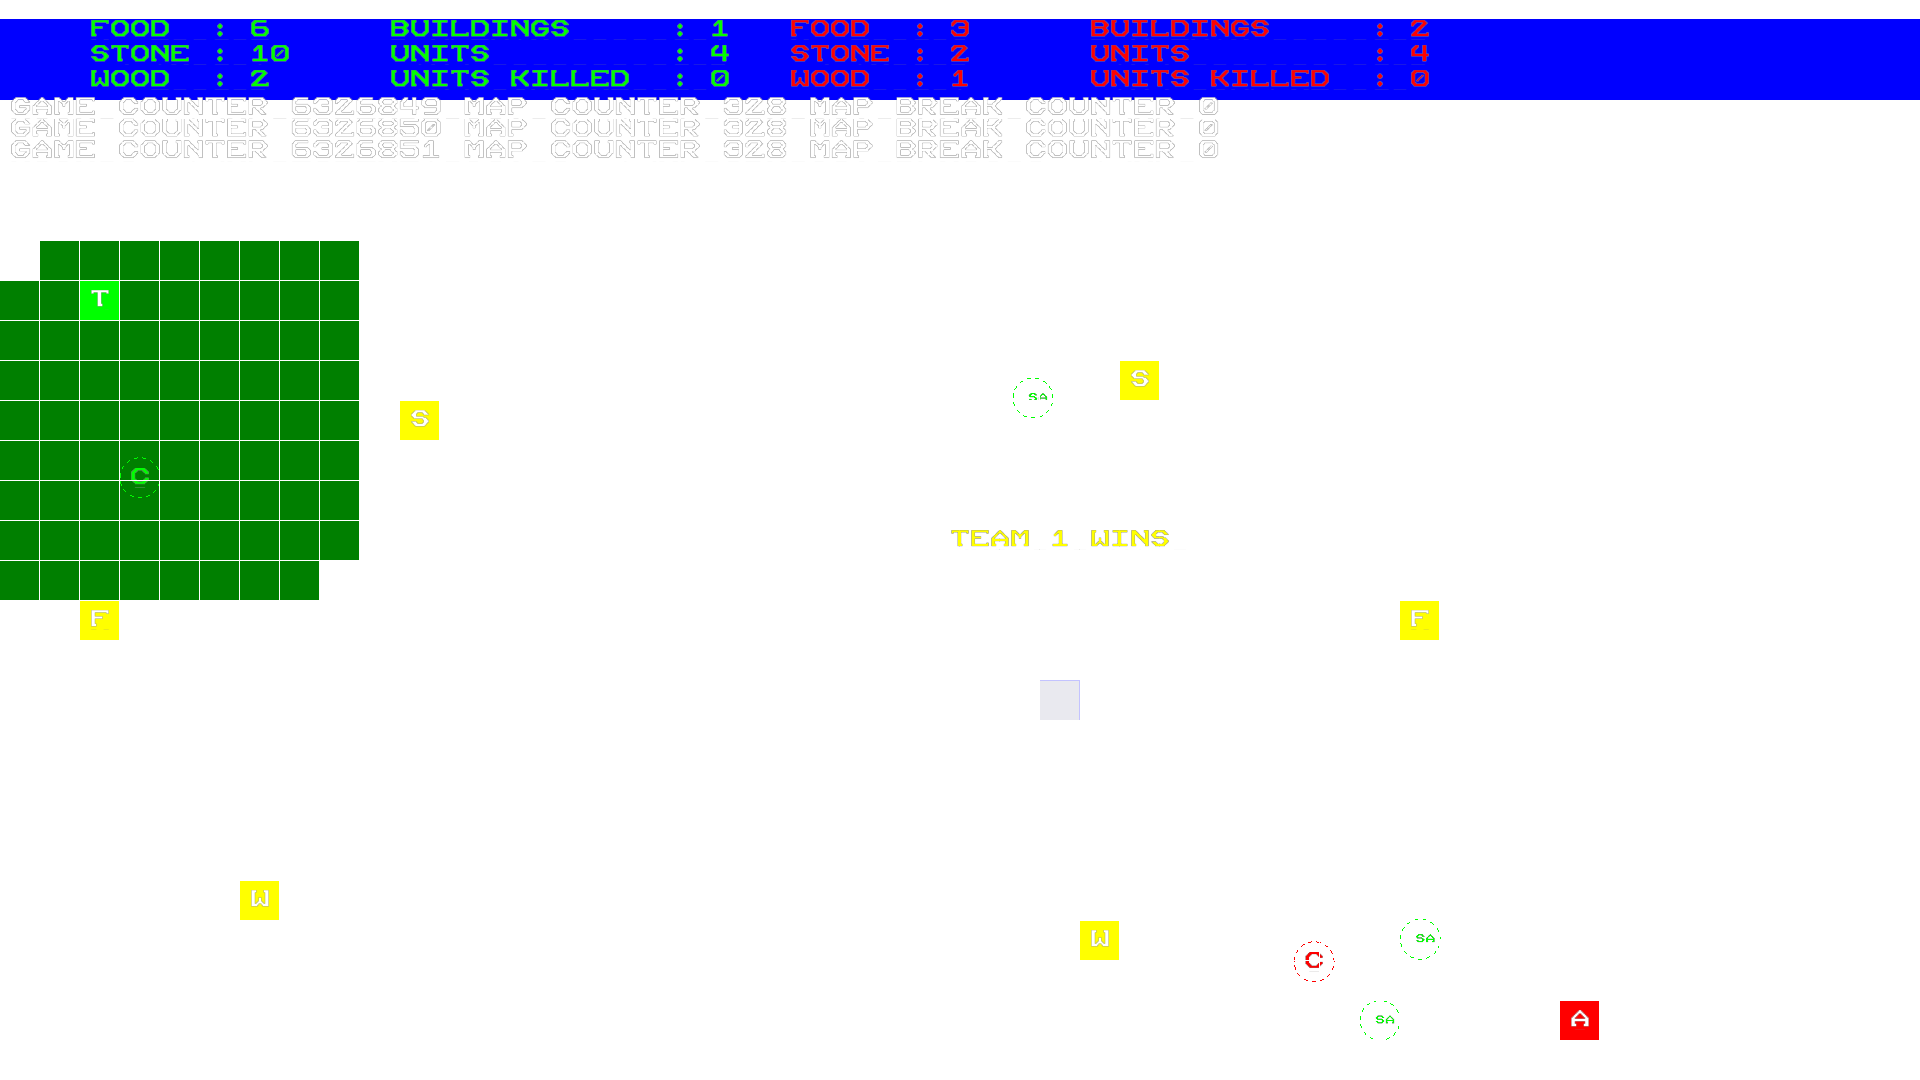 FOOD : 6 BUILDINGS : 1 FOOD : 3 BUILDINGS : 2
STONE : 10 UNITS : 4 STONE : 2 UNITS : 4
WOOD : 2 UNITS KILLED : 0 WOOD : 1 UNITS KILLED : 0
GAME COUNTER 6326849 MAP COUNTER 328 MAP BREAK COUNTER 0
GAME COUNTER 6326850 MAP COUNTER 328 MAP BREAK COUNTER 0
GAME COUNTER 6326851 MAP COUNTER 328 MAP BREAK COUNTER 0
T
S
SA
S
C
TEAM 1 WINS
F
F
W
W
C
SA
SA
A